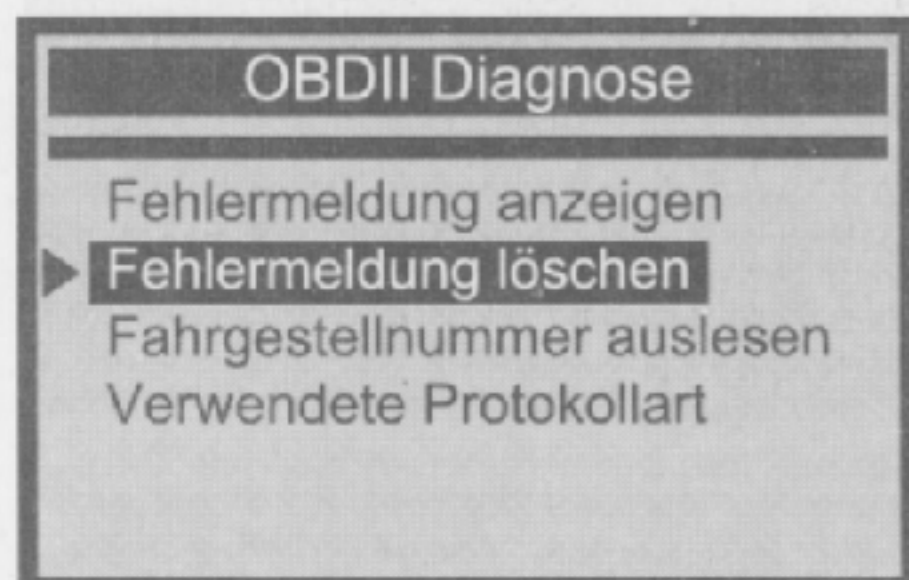 OBDII Diagnose
Fehlermeldung anzeigen
Fehlermeldung löschen
Fahrgestellnummer auslesen
Verwendete Protokollart